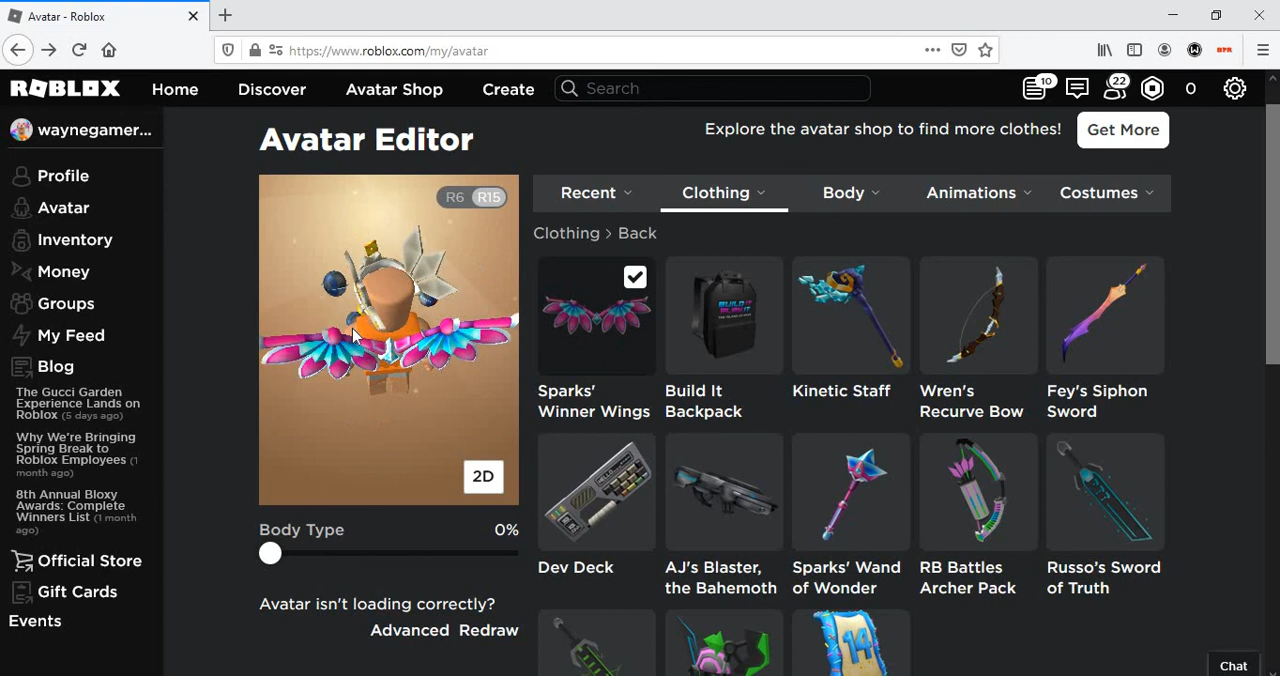 Avatar - Roblox
https://www.roblox.com/my/avatar
ROBLOX
Home
Discover
Avatar Shop
Create
Search
10
22
0
waynegamer...
Profile
Avatar
Inventory
Money
Groups
My Feed
Blog
The Gucci Garden
Experience Lands on
Roblox (5 days ago)
Why We're Bringing
Spring Break to
Roblox Employees (1
month ago)
8th Annual Bloxy
Awards: Complete
Winners List (1 month
ago)
Official Store
Gift Cards
Events
Avatar Editor
Explore the avatar shop to find more clothes!
Get More
R6 R15
2D
Body Type
0%
Avatar isn't loading correctly?
Advanced Redraw
Recent
Clothing
Body
Animations
Costumes
Clothing > Back
BUILD IT
PLAY IT
Sparks'
Winner Wings
Build It
Backpack
Kinetic Staff
Wren's
Recurve Bow
Fey's Siphon
Sword
HELLO
Dev Deck
AJ's Blaster,
the Bahemoth
Sparks' Wand
of Wonder
RB Battles
Archer Pack
Russo's Sword
of Truth
14
Chat